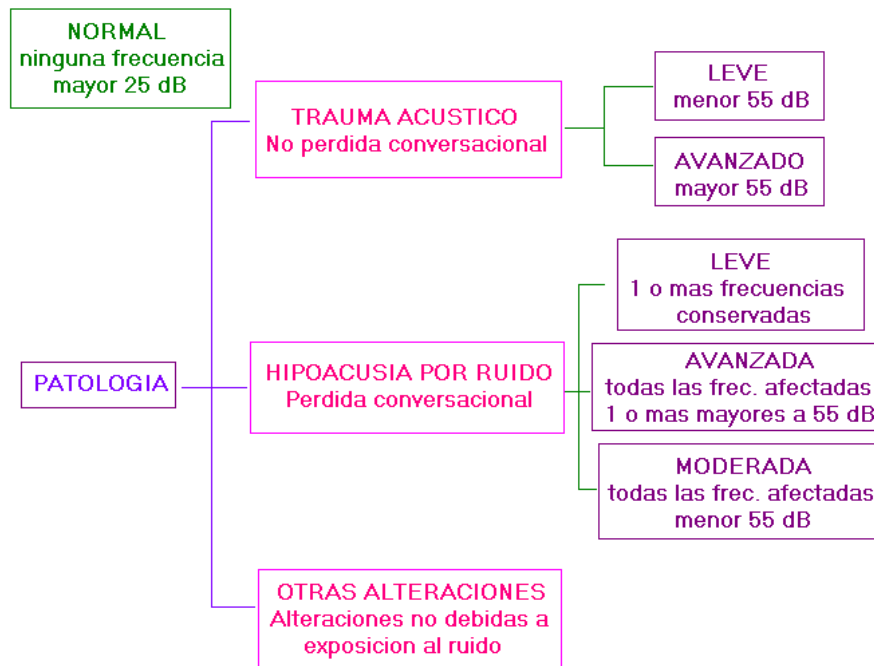 NORMAL
ninguna frecuencia
mayor 25 dB
TRAUMA ACUSTICO
No perdida conversacional
LEVE
menor 55 dB
AVANZADO
mayor 55 dB
PATOLOGIA
HIPOACUSIA POR RUIDO
Perdida conversacional
LEVE
1 o mas frecuencias
conservadas
AVANZADA
todas las frec. afectadas
1 o mas mayores a 55 dB
MODERADA
todas las frec. afectadas
menor 55 dB
OTRAS ALTERACIONES
Alteraciones no debidas a
exposicion al ruido